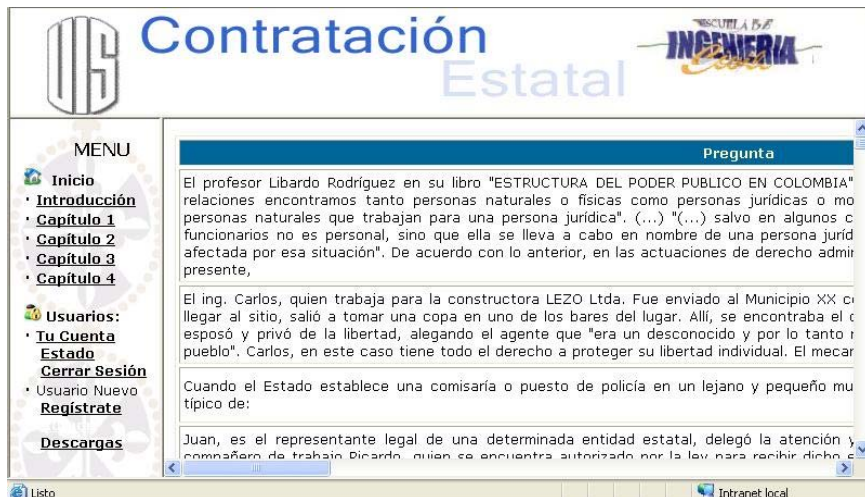 UIS
Contratación
Estatal
ESCUELA DE
INGENIERIA
Civil
MENU
Inicio
· Introducción
· Capítulo 1
· Capítulo 2
· Capítulo 3
· Capítulo 4
Usuarios:
· Tu Cuenta
Estado
Cerrar Sesión
· Usuario Nuevo
Regístrate
Descargas
Pregunta
El profesor Libardo Rodríguez en su libro "ESTRUCTURA DEL PODER PUBLICO EN COLOMBIA"
relaciones encontramos tanto personas naturales o físicas como personas jurídicas o mo
personas naturales que trabajan para una persona jurídica". (...) "(...) salvo en algunos c
funcionarios no es personal, sino que ella se lleva a cabo en nombre de una persona juríd
afectada por esa situación". De acuerdo con lo anterior, en las actuaciones de derecho admi
presente,
El ing. Carlos, quien trabaja para la constructora LEZO Ltda. Fue enviado al Municipio XX c
llegar al sitio, salió a tomar una copa en uno de los bares del lugar. Allí, se encontraba el
esposó y privó de la libertad, alegando el agente que "era un desconocido y por lo tanto
pueblo". Carlos, en este caso tiene todo el derecho a proteger su libertad individual. El mecar
Cuando el Estado establece una comisaría o puesto de policía en un lejano y pequeño mu
típico de:
Juan, es el representante legal de una determinada entidad estatal, delegó la atención y
compañero de trabajo Ricardo, quien se encuentra autorizado por la ley para recibir dicho
Listo
Intranet local